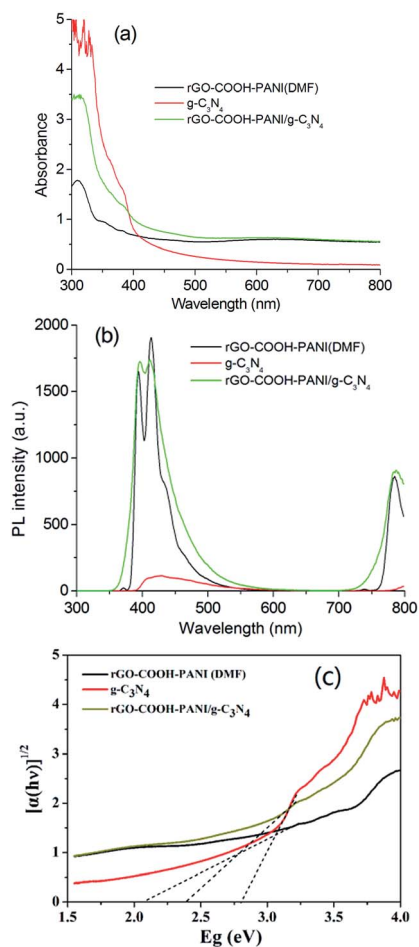 (a)
rGO-COOH-PANI(DMF)
g-C₃N₄
rGO-COOH-PANI/g-C₃N₄
Absorbance
5
4
3
2
1
0
300 400 500 600 700 800
Wavelength (nm)
(b)
rGO-COOH-PANI(DMF)
g-C₃N₄
rGO-COOH-PANI/g-C₃N₄
PL intensity (a.u.)
2000
1500
1000
500
0
300 400 500 600 700 800
Wavelength (nm)
(c)
rGO-COOH-PANI (DMF)
g-C₃N₄
rGO-COOH-PANI/g-C₃N₄
[α(hν)]^1/2
5
4
3
2
1
0
1.5 2.0 2.5 3.0 3.5 4.0
Eg (eV)